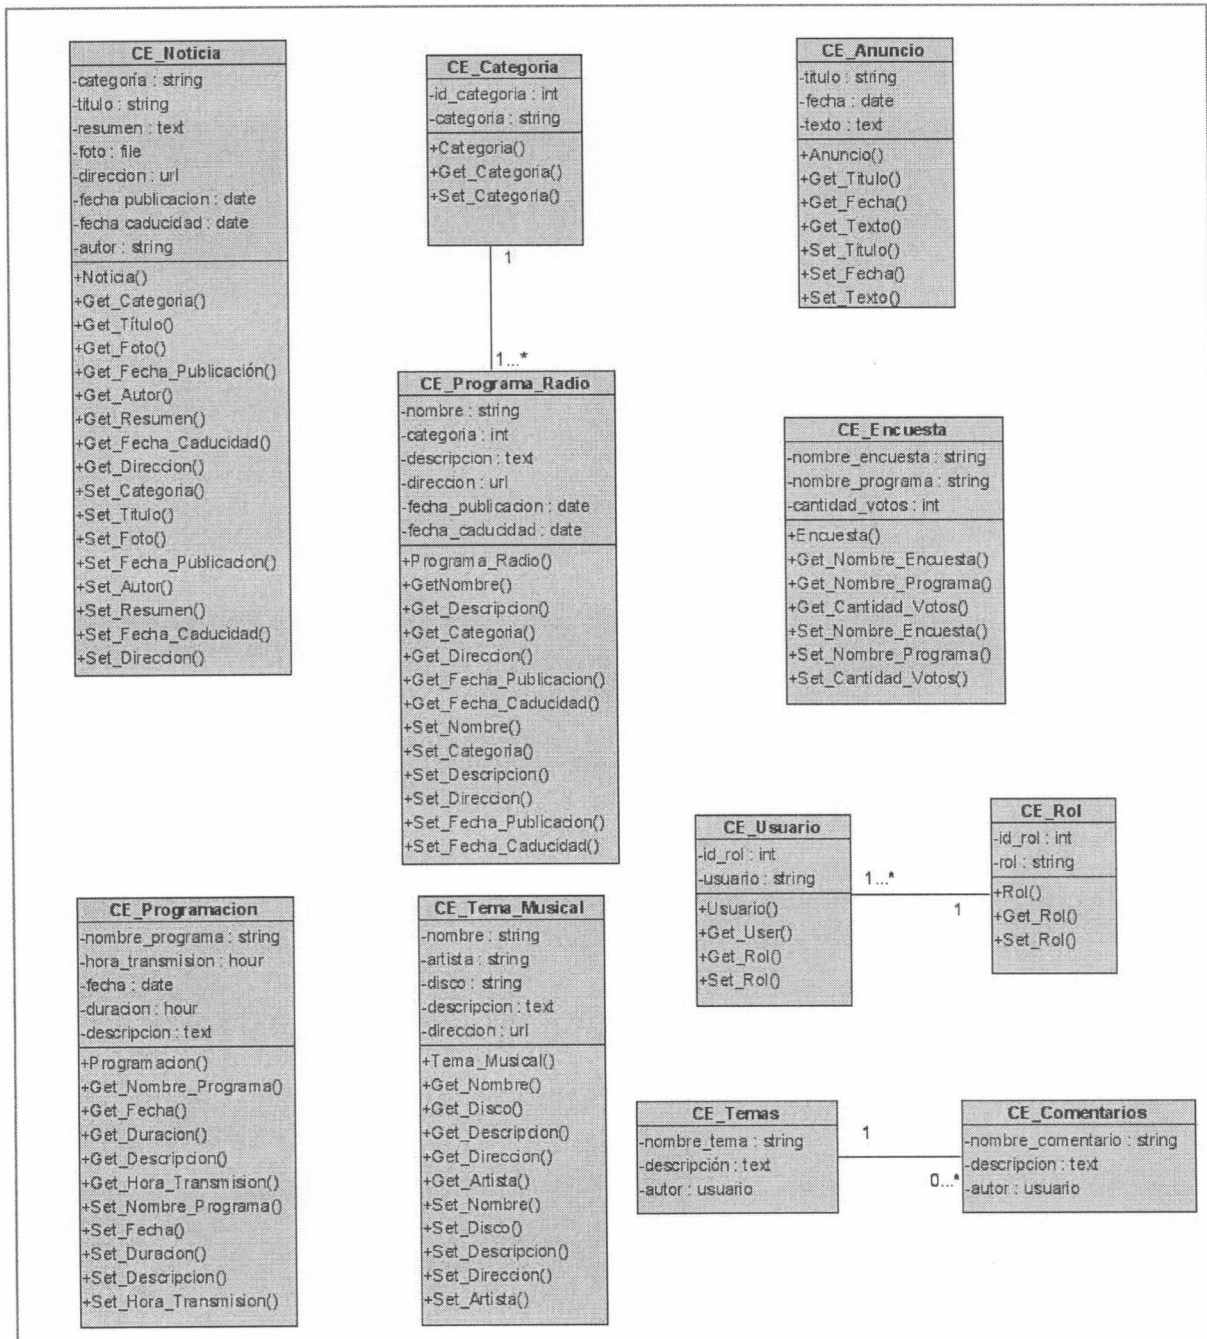 CE_Noticia
-categoría : string
-titulo : string
-resumen : text
-foto : file
-direccion : url
-fecha publicacion : date
-fecha caducidad : date
-autor : string
+Noticia()
+Get_Categoria()
+Get_Título()
+Get_Foto()
+Get_Fecha_Publicación()
+Get_Autor()
+Get_Resumen()
+Get_Fecha_Caducidad()
+Get_Direccion()
+Set_Categoria()
+Set_Titulo()
+Set_Foto()
+Set_Fecha_Publicacion()
+Set_Autor()
+Set_Resumen()
+Set_Fecha_Caducidad()
+Set_Direccion()
CE_Categoria
-id_categoria : int
-categoria : string
+Categoria()
+Get_Categoria()
+Set_Categoria()
1
1...*
CE_Programa_Radio
-nombre : string
-categoria : int
-descripcion : text
-direccion : url
-fecha_publicacion : date
-fecha_caducidad : date
+Programa_Radio()
+GetNombre()
+Get_Descripcion()
+Get_Categoria()
+Get_Direccion()
+Get_Fecha_Publicacion()
+Get_Fecha_Caducidad()
+Set_Nombre()
+Set_Categoria()
+Set_Descripcion()
+Set_Direccion()
+Set_Fecha_Publicacion()
+Set_Fecha_Caducidad()
CE_Anuncio
-titulo : string
-fecha : date
-texto : text
+Anuncio()
+Get_Titulo()
+Get_Fecha()
+Get_Texto()
+Set_Titulo()
+Set_Fecha()
+Set_Texto()
CE_Encuesta
-nombre_encuesta : string
-nombre_programa : string
-cantidad_votos : int
+Encuesta()
+Get_Nombre_Encuesta()
+Get_Nombre_Programa()
+Get_Cantidad_Votos()
+Set_Nombre_Encuesta()
+Set_Nombre_Programa()
+Set_Cantidad_Votos()
CE_Usuario
-id_rol : int
-usuario : string
+Usuario()
+Get_User()
+Get_Rol()
+Set_Rol()
1...*
1
CE_Rol
-id_rol : int
-rol : string
+Rol()
+Get_Rol()
+Set_Rol()
CE_Programacion
-nombre_programa : string
-hora_transmision : hour
-fecha : date
-duracion : hour
-descripcion : text
+Programacion()
+Get_Nombre_Programa()
+Get_Fecha()
+Get_Duracion()
+Get_Descripcion()
+Get_Hora_Transmision()
+Set_Nombre_Programa()
+Set_Fecha()
+Set_Duracion()
+Set_Descripcion()
+Set_Hora_Transmision()
CE_Tema_Musical
-nombre : string
-artista : string
-disco : string
-descripcion : text
-direccion : url
+Tema_Musical()
+Get_Nombre()
+Get_Disco()
+Get_Descripcion()
+Get_Direccion()
+Get_Artista()
+Set_Nombre()
+Set_Disco()
+Set_Descripcion()
+Set_Direccion()
+Set_Artista()
CE_Temas
-nombre_tema : string
-descripción : text
-autor : usuario
1
0...*
CE_Comentarios
-nombre_comentario : string
-descripcion : text
-autor : usuario